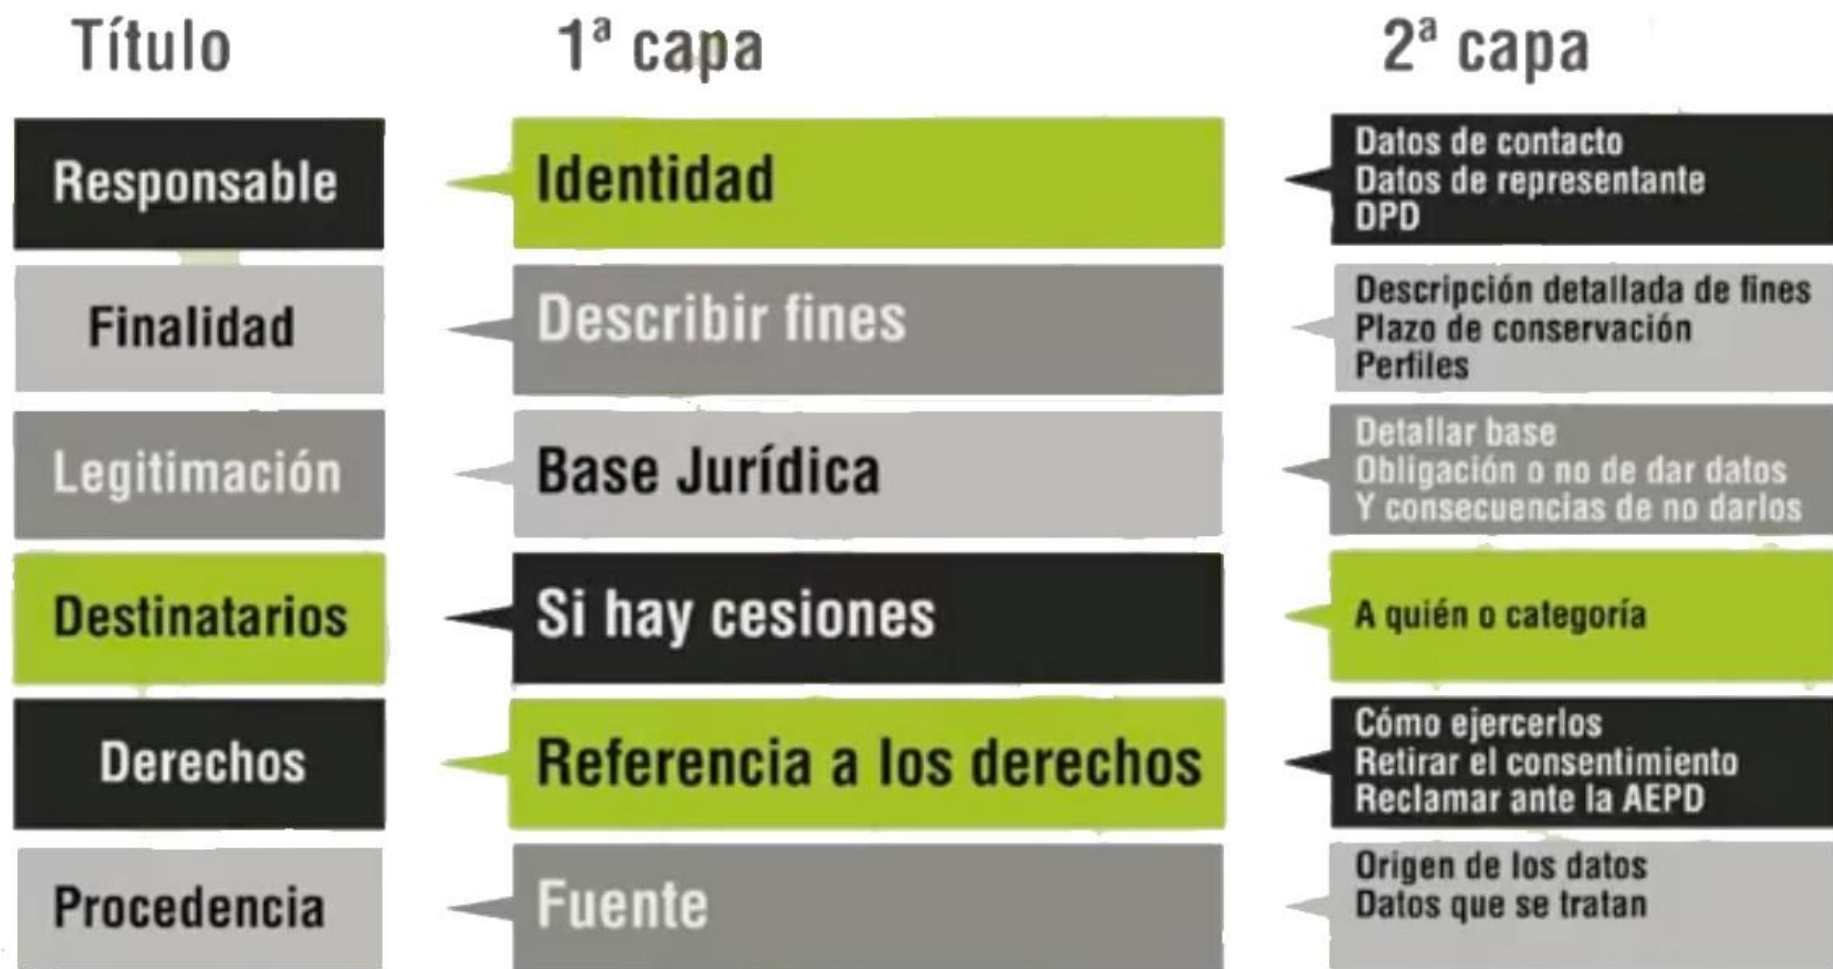 Título
1ª capa
2ª capa
Responsable
Identidad
Datos de contacto
Datos de representante
DPD
Finalidad
Describir fines
Descripción detallada de fines
Plazo de conservación
Perfiles
Legitimación
Base Jurídica
Detallar base
Obligación o no de dar datos
Y consecuencias de no darlos
Destinatarios
Si hay cesiones
A quién o categoría
Derechos
Referencia a los derechos
Cómo ejercerlos
Retirar el consentimiento
Reclamar ante la AEPD
Procedencia
Fuente
Origen de los datos
Datos que se tratan